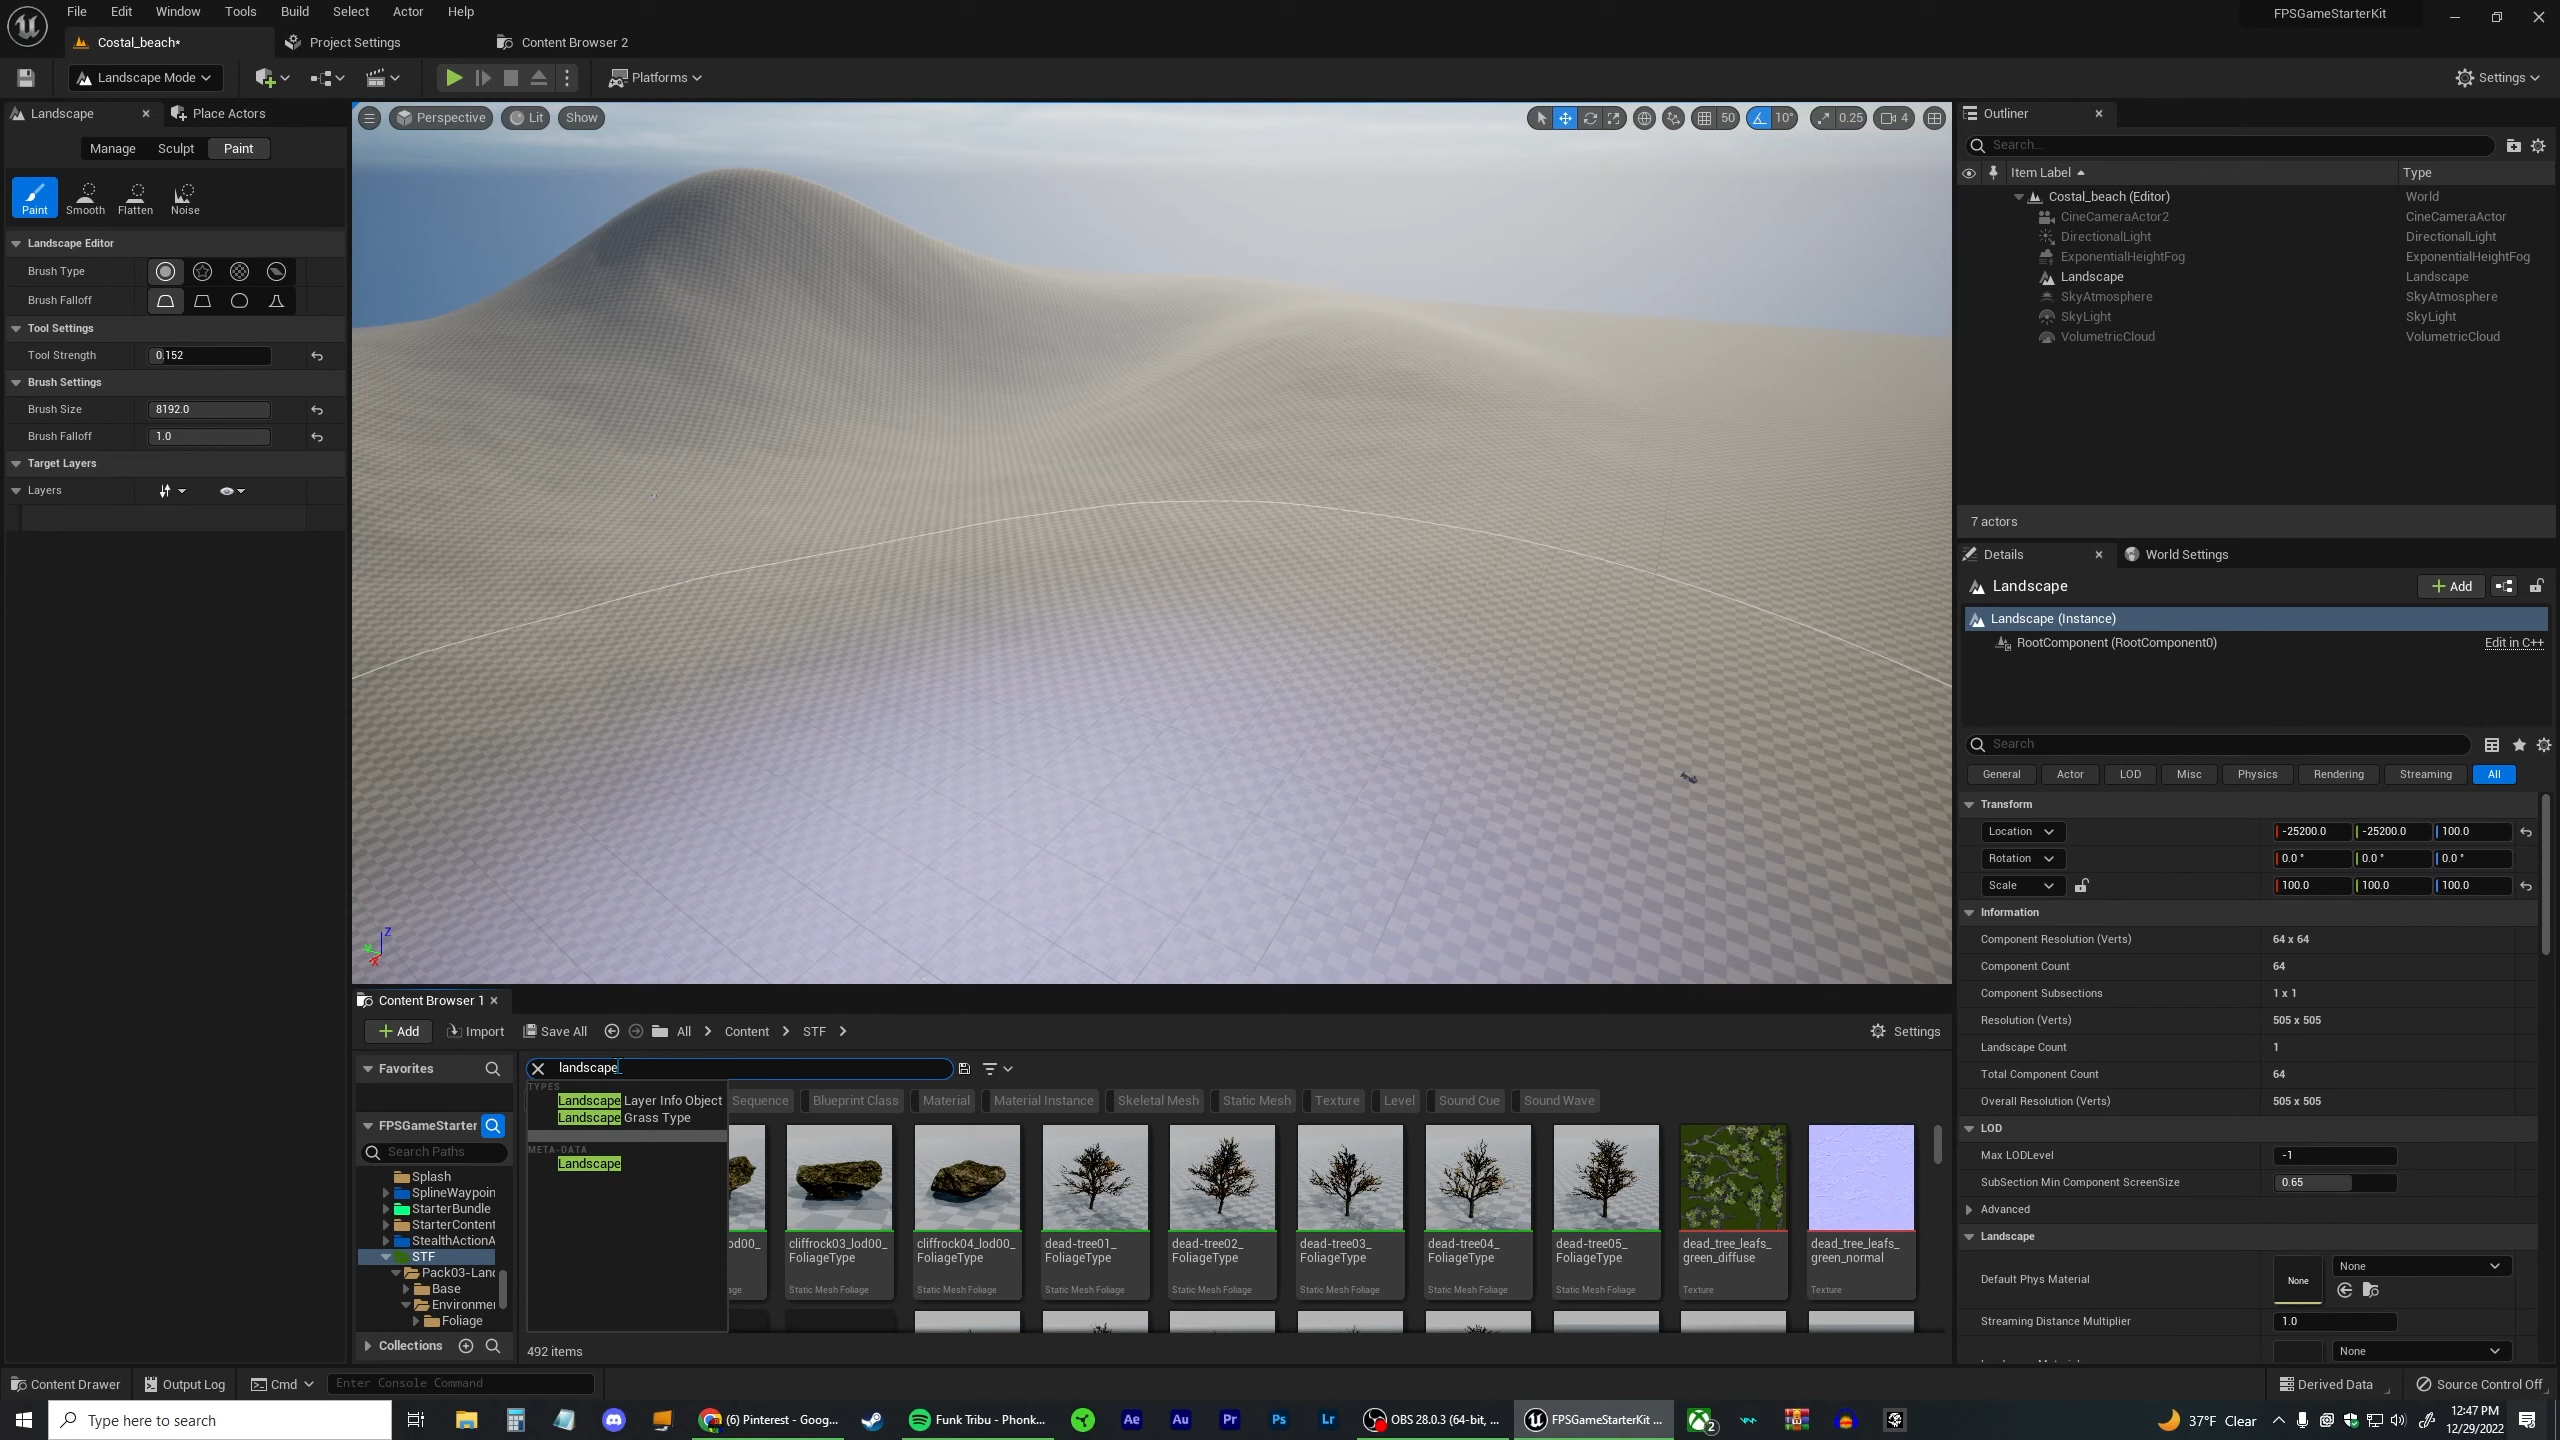 File Edit Window Tools Build Select Actor Help
FPSGameStarterKit
Costal_beach*
Project Settings
Content Browser 2
Landscape Mode
Platforms
Settings
Landscape
Place Actors
Manage Sculpt Paint
Paint Smooth Flatten Noise
Landscape Editor
Brush Type
Brush Falloff
Tool Settings
Tool Strength 0.152
Brush Settings
Brush Size 8192.0
Brush Falloff 1.0
Target Layers
Layers
Perspective Lit Show
50 10° 0.25 4
Z
X
Outliner
Search...
Item Label Type
Costal_beach (Editor) World
CineCameraActor2 CineCameraActor
DirectionalLight DirectionalLight
ExponentialHeightFog ExponentialHeightFog
Landscape Landscape
SkyAtmosphere SkyAtmosphere
SkyLight SkyLight
VolumetricCloud VolumetricCloud
7 actors
Details
World Settings
Landscape
Add
Landscape (Instance)
RootComponent (RootComponent0) Edit in C++
Search
General Actor LOD Misc Physics Rendering Streaming All
Transform
Location -25200.0 -25200.0 100.0
Rotation 0.0 ° 0.0 ° 0.0 °
Scale 100.0 100.0 100.0
Information
Component Resolution (Verts) 64 x 64
Component Count 64
Component Subsections 1 x 1
Resolution (Verts) 505 x 505
Landscape Count 1
Total Component Count 64
Overall Resolution (Verts) 505 x 505
LOD
Max LODLevel -1
SubSection Min Component ScreenSize 0.65
Advanced
Landscape
Default Phys Material None None
Streaming Distance Multiplier 1.0
None
Content Browser 1
Add Import Save All All Content STF Settings
Favorites
FPSGameStarter
Search Paths
Splash
SplineWaypoin
StarterBundle
StarterContent
StealthActionA
STF
Pack03-Land
Base
Environmen
Foliage
Collections
landscape
TYPES
Landscape Layer Info Object
Landscape Grass Type
META-DATA
Landscape
Sequence Blueprint Class Material Material Instance Skeletal Mesh Static Mesh Texture Level Sound Cue Sound Wave
cliffrock03_lod00_
FoliageType
Static Mesh Foliage
cliffrock04_lod00_
FoliageType
Static Mesh Foliage
dead-tree01_
FoliageType
Static Mesh Foliage
dead-tree02_
FoliageType
Static Mesh Foliage
dead-tree03_
FoliageType
Static Mesh Foliage
dead-tree04_
FoliageType
Static Mesh Foliage
dead-tree05_
FoliageType
Static Mesh Foliage
dead_tree_leafs_
green_diffuse
Texture
dead_tree_leafs_
green_normal
Texture
492 items
Content Drawer Output Log Cmd Enter Console Command
Derived Data Source Control Off
Type here to search
(6) Pinterest - Goog...
Funk Tribu - Phonk...
Ae Au Pr Ps Lr
OBS 28.0.3 (64-bit, ...
FPSGameStarterKit ...
2
37°F Clear
12:47 PM
12/29/2022